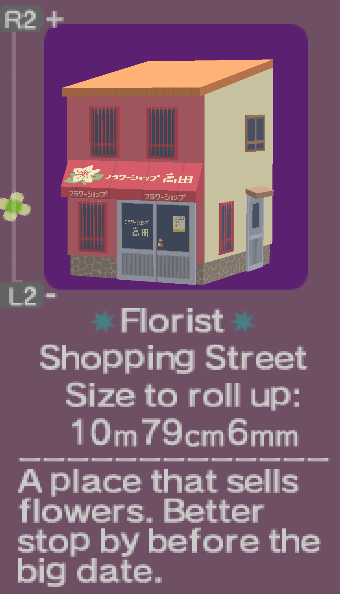 R2 +
フラワーショップ 高田
フラワーショップ フラワーショップ
フラワーショップ
高田
L2 -
Florist
Shopping Street
Size to roll up:
10m79cm6mm
A place that sells
flowers. Better
stop by before the
big date.